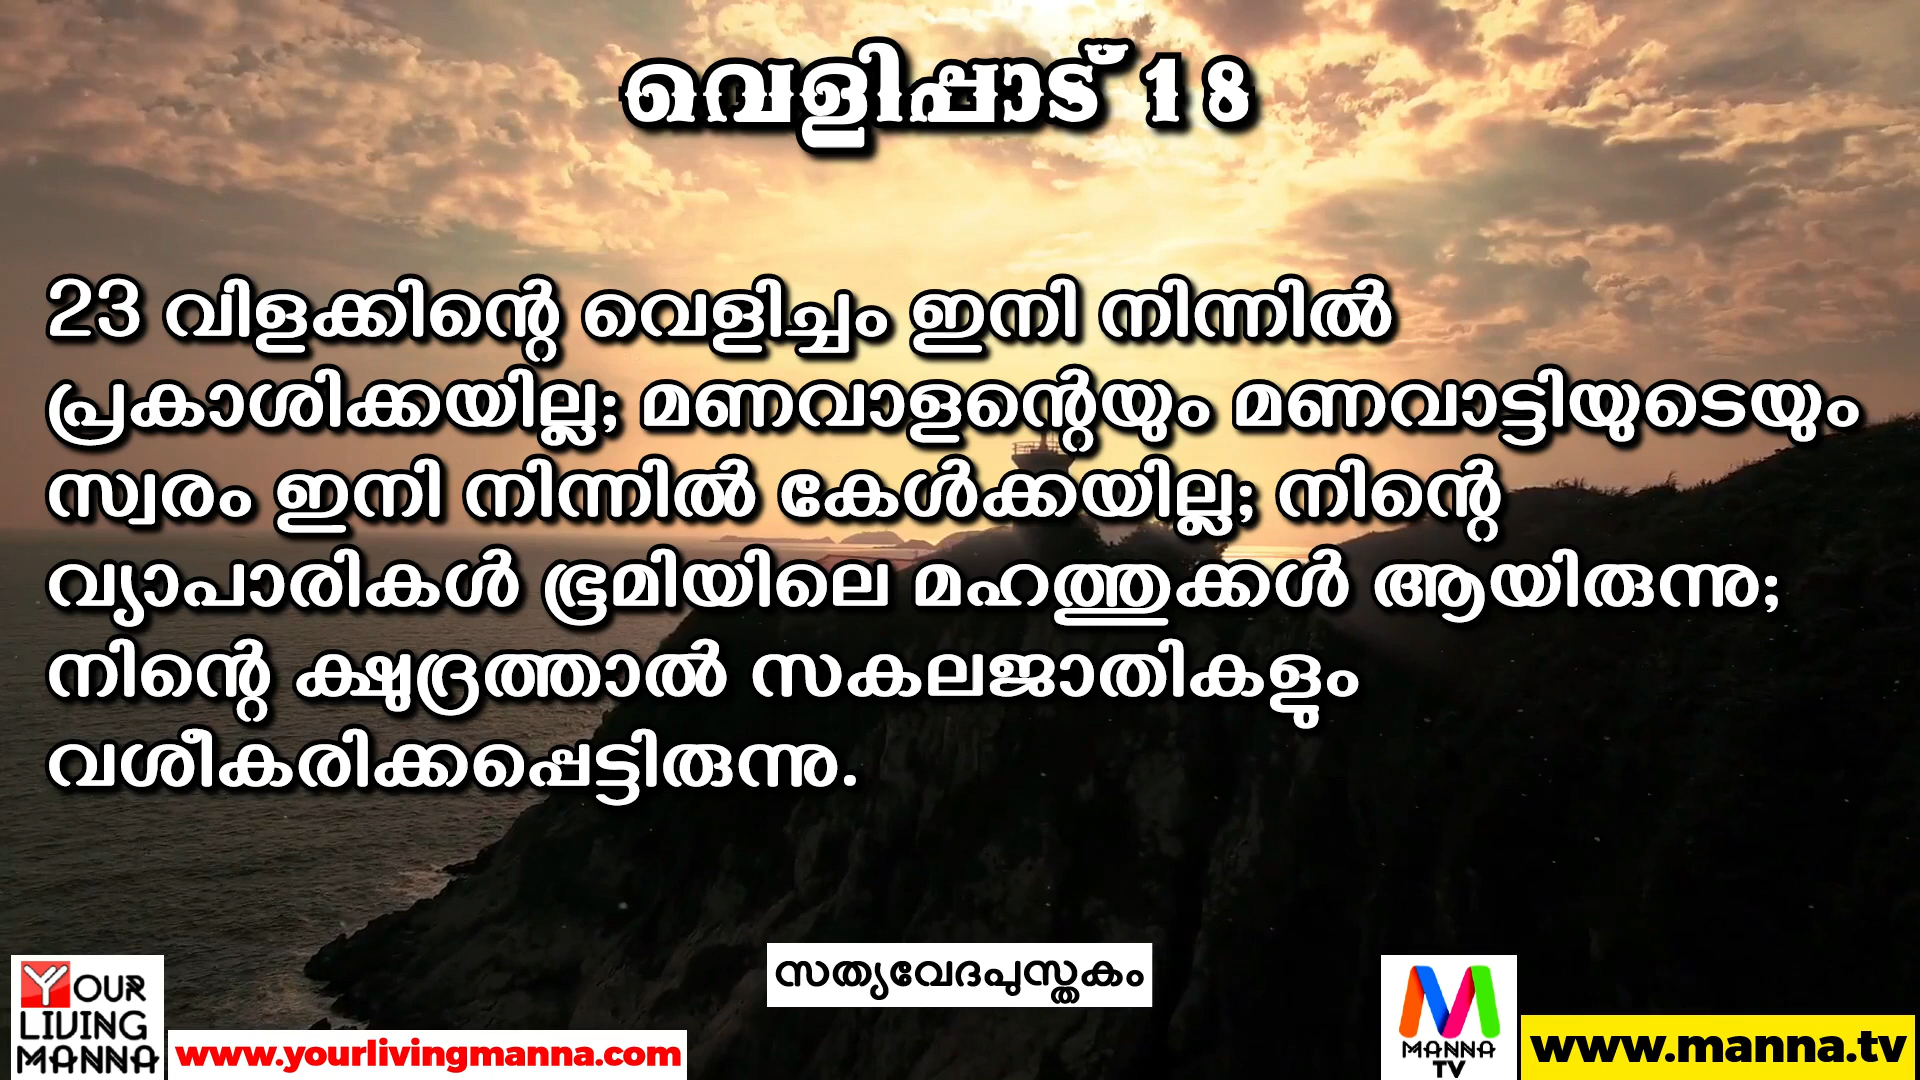 വെളിപ്പാട് 18
23 വിളക്കിന്റെ വെളിച്ചം ഇനി നിന്നിൽ
പ്രകാശിക്കയില്ല; മണവാളന്റെയും മണവാട്ടിയുടെയും
സ്വരം ഇനി നിന്നിൽ കേൾക്കയില്ല; നിന്റെ
വ്യാപാരികൾ ഭൂമിയിലെ മഹത്തുക്കൾ ആയിരുന്നു;
നിന്റെ ക്ഷുദ്രത്താൽ സകലജാതികളും
വശീകരിക്കപ്പെട്ടിരുന്നു.
സത്യവേദപുസ്തകം
YOUR
LIVING
MANNA
www.yourlivingmanna.com
MANNA
TV
www.manna.tv